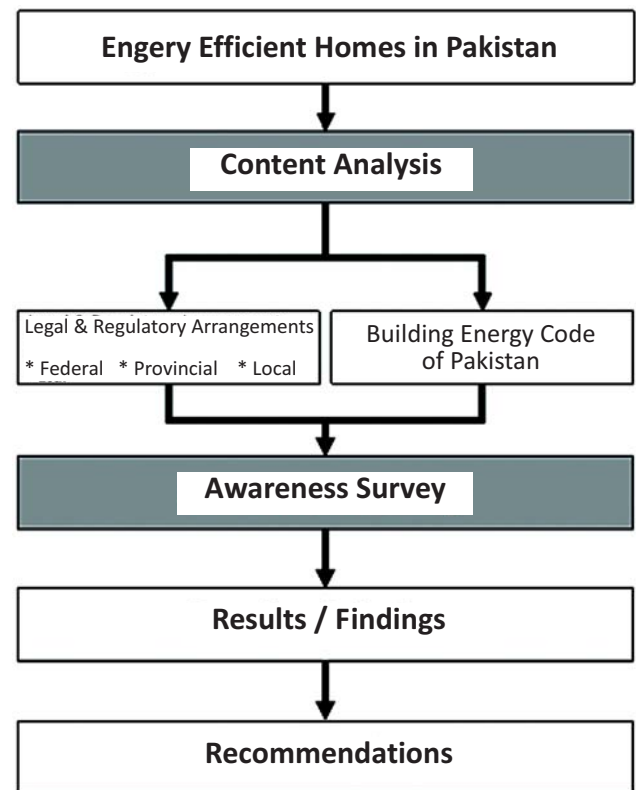 Engery Efficient Homes in Pakistan
Content Analysis
Legal & Regulatory Arrangements
* Federal * Provincial * Local
Building Energy Code
of Pakistan
Awareness Survey
Results / Findings
Recommendations